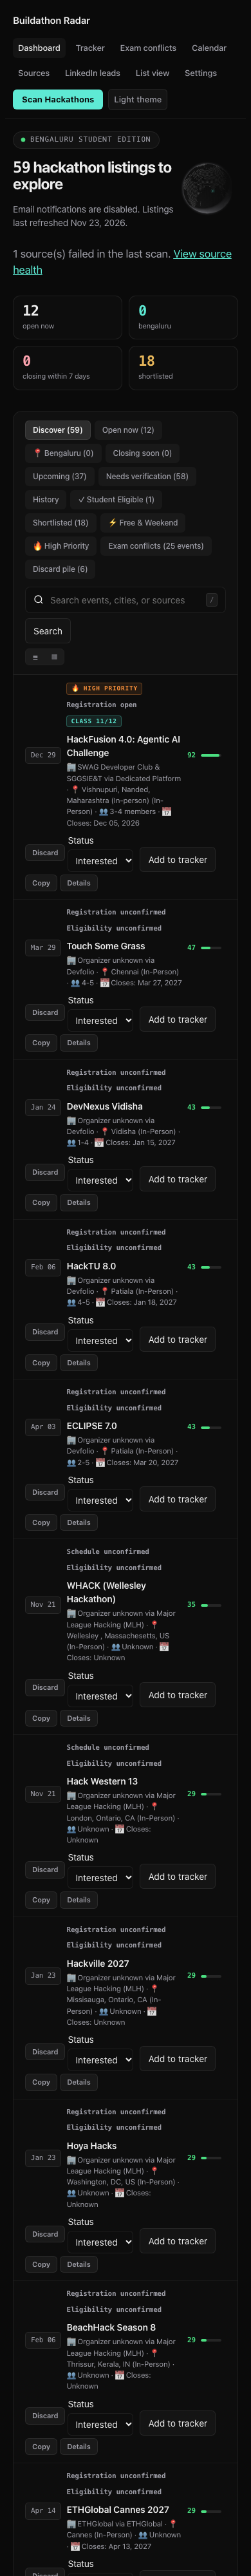 Buildathon Radar
Dashboard Tracker Exam conflicts Calendar
Sources LinkedIn leads List view Settings
Scan Hackathons Light theme
BENGALURU STUDENT EDITION
59 hackathon listings to
explore
Email notifications are disabled. Listings
last refreshed Nov 23, 2026.
1 source(s) failed in the last scan. View source
health
12
open now
0
bengaluru
0
closing within 7 days
18
shortlisted
Discover (59) Open now (12)
📍 Bengaluru (0) Closing soon (0)
Upcoming (37) Needs verification (58)
History ✓ Student Eligible (1)
Shortlisted (18) ⚡ Free & Weekend
🔥 High Priority Exam conflicts (25 events)
Discard pile (6)
Search events, cities, or sources /
Search
🔥 HIGH PRIORITY
Registration open
CLASS 11/12
Dec 29
HackFusion 4.0: Agentic AI
Challenge
92
🏢 SWAG Developer Club &
SGGSIE&T via Dedicated Platform
· 📍 Vishnupuri, Nanded,
Maharashtra (In-person) (In-
Person) · 👥 3-4 members · 📅
Closes: Dec 05, 2026
Status
Discard Interested Add to tracker
Copy Details
Registration unconfirmed
Eligibility unconfirmed
Mar 29
Touch Some Grass
47
🏢 Organizer unknown via
Devfolio · 📍 Chennai (In-Person)
· 👥 4-5 · 📅 Closes: Mar 27, 2027
Status
Discard Interested Add to tracker
Copy Details
Registration unconfirmed
Eligibility unconfirmed
Jan 24
DevNexus Vidisha
43
🏢 Organizer unknown via
Devfolio · 📍 Vidisha (In-Person) ·
👥 1-4 · 📅 Closes: Jan 15, 2027
Status
Discard Interested Add to tracker
Copy Details
Registration unconfirmed
Eligibility unconfirmed
Feb 06
HackTU 8.0
43
🏢 Organizer unknown via
Devfolio · 📍 Patiala (In-Person) ·
👥 4-5 · 📅 Closes: Jan 18, 2027
Status
Discard Interested Add to tracker
Copy Details
Registration unconfirmed
Eligibility unconfirmed
Apr 03
ECLIPSE 7.0
43
🏢 Organizer unknown via
Devfolio · 📍 Patiala (In-Person) ·
👥 2-5 · 📅 Closes: Mar 20, 2027
Status
Discard Interested Add to tracker
Copy Details
Schedule unconfirmed
Eligibility unconfirmed
Nov 21
WHACK (Wellesley
Hackathon)
35
🏢 Organizer unknown via Major
League Hacking (MLH) · 📍
Wellesley , Massachusetts, US
(In-Person) · 👥 Unknown · 📅
Closes: Unknown
Status
Discard Interested Add to tracker
Copy Details
Schedule unconfirmed
Eligibility unconfirmed
Nov 21
Hack Western 13
29
🏢 Organizer unknown via Major
League Hacking (MLH) · 📍
London, Ontario, CA (In-Person) ·
👥 Unknown · 📅 Closes:
Unknown
Status
Discard Interested Add to tracker
Copy Details
Registration unconfirmed
Eligibility unconfirmed
Jan 23
Hackville 2027
29
🏢 Organizer unknown via Major
League Hacking (MLH) · 📍
Missisauga, Ontario, CA (In-
Person) · 👥 Unknown · 📅
Closes: Unknown
Status
Discard Interested Add to tracker
Copy Details
Registration unconfirmed
Eligibility unconfirmed
Jan 23
Hoya Hacks
29
🏢 Organizer unknown via Major
League Hacking (MLH) · 📍
Washington, DC, US (In-Person) ·
👥 Unknown · 📅 Closes:
Unknown
Status
Discard Interested Add to tracker
Copy Details
Registration unconfirmed
Eligibility unconfirmed
Feb 06
BeachHack Season 8
29
🏢 Organizer unknown via Major
League Hacking (MLH) · 📍
Thrissur, Kerala, IN (In-Person) ·
👥 Unknown · 📅 Closes:
Unknown
Status
Discard Interested Add to tracker
Copy Details
Registration unconfirmed
Eligibility unconfirmed
Apr 14
ETHGlobal Cannes 2027
29
🏢 ETHGlobal via ETHGlobal · 📍
Cannes (In-Person) · 👥 Unknown
· 📅 Closes: Apr 13, 2027
Status